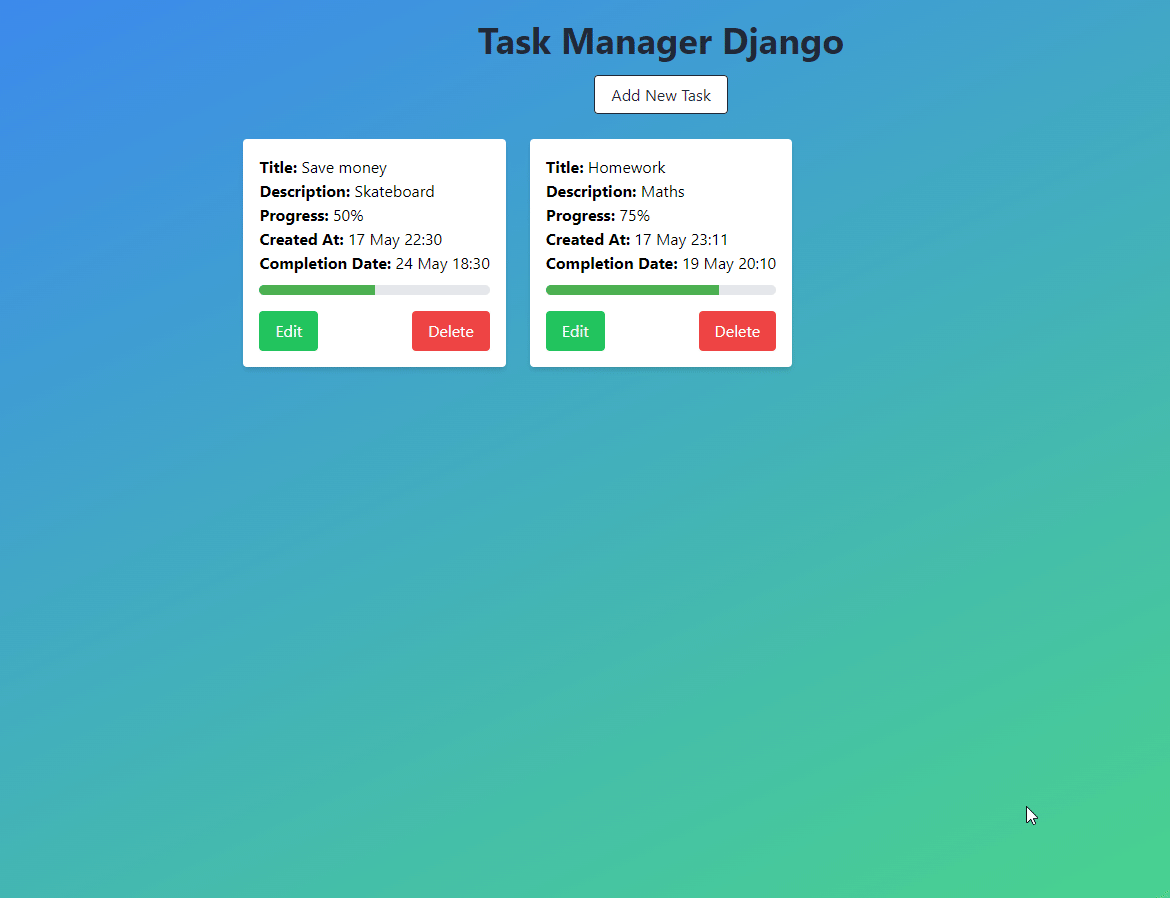 Task Manager Django
Add New Task
Title: Save money
Description: Skateboard
Progress: 50%
Created At: 17 May 22:30
Completion Date: 24 May 18:30
Edit
Delete
Title: Homework
Description: Maths
Progress: 75%
Created At: 17 May 23:11
Completion Date: 19 May 20:10
Edit
Delete